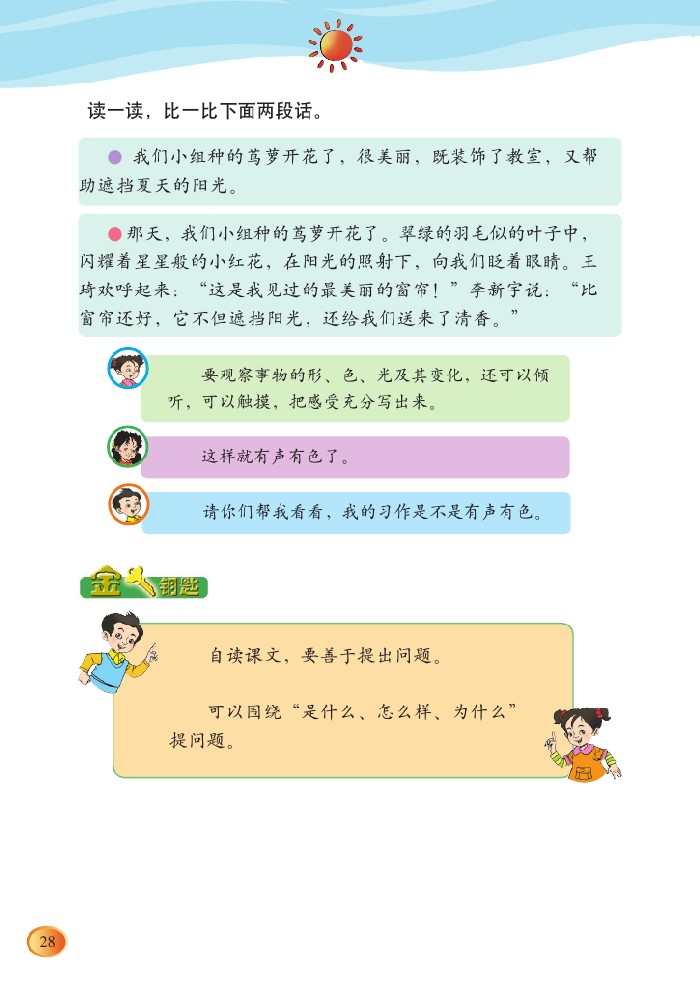 读一读，比一比下面两段话。
● 我们小组种的茑萝开花了，很美丽，既装饰了教室，又帮
助遮挡夏天的阳光。
● 那天，我们小组种的茑萝开花了。翠绿的羽毛似的叶子中，
闪耀着星星般的小红花，在阳光的照射下，向我们眨着眼睛。王
琦欢呼起来：“这是我见过的最美丽的窗帘！”李新宇说：“比
窗帘还好，它不但遮挡阳光，还给我们送来了清香。”
要观察事物的形、色、光及其变化，还可以倾
听，可以触摸，把感受充分写出来。
这样就有声有色了。
请你们帮我看看，我的习作是不是有声有色。
金钥匙
自读课文，要善于提出问题。
可以围绕“是什么、怎么样、为什么”
提问题。
28